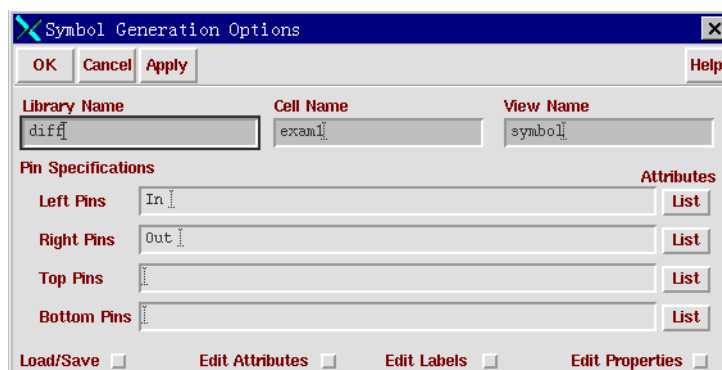 Symbol Generation Options
OK Cancel Apply Help
Library Name Cell Name View Name
diff exam1 symbol
Pin Specifications Attributes
Left Pins In List
Right Pins Out List
Top Pins List
Bottom Pins List
Load/Save Edit Attributes Edit Labels Edit Properties